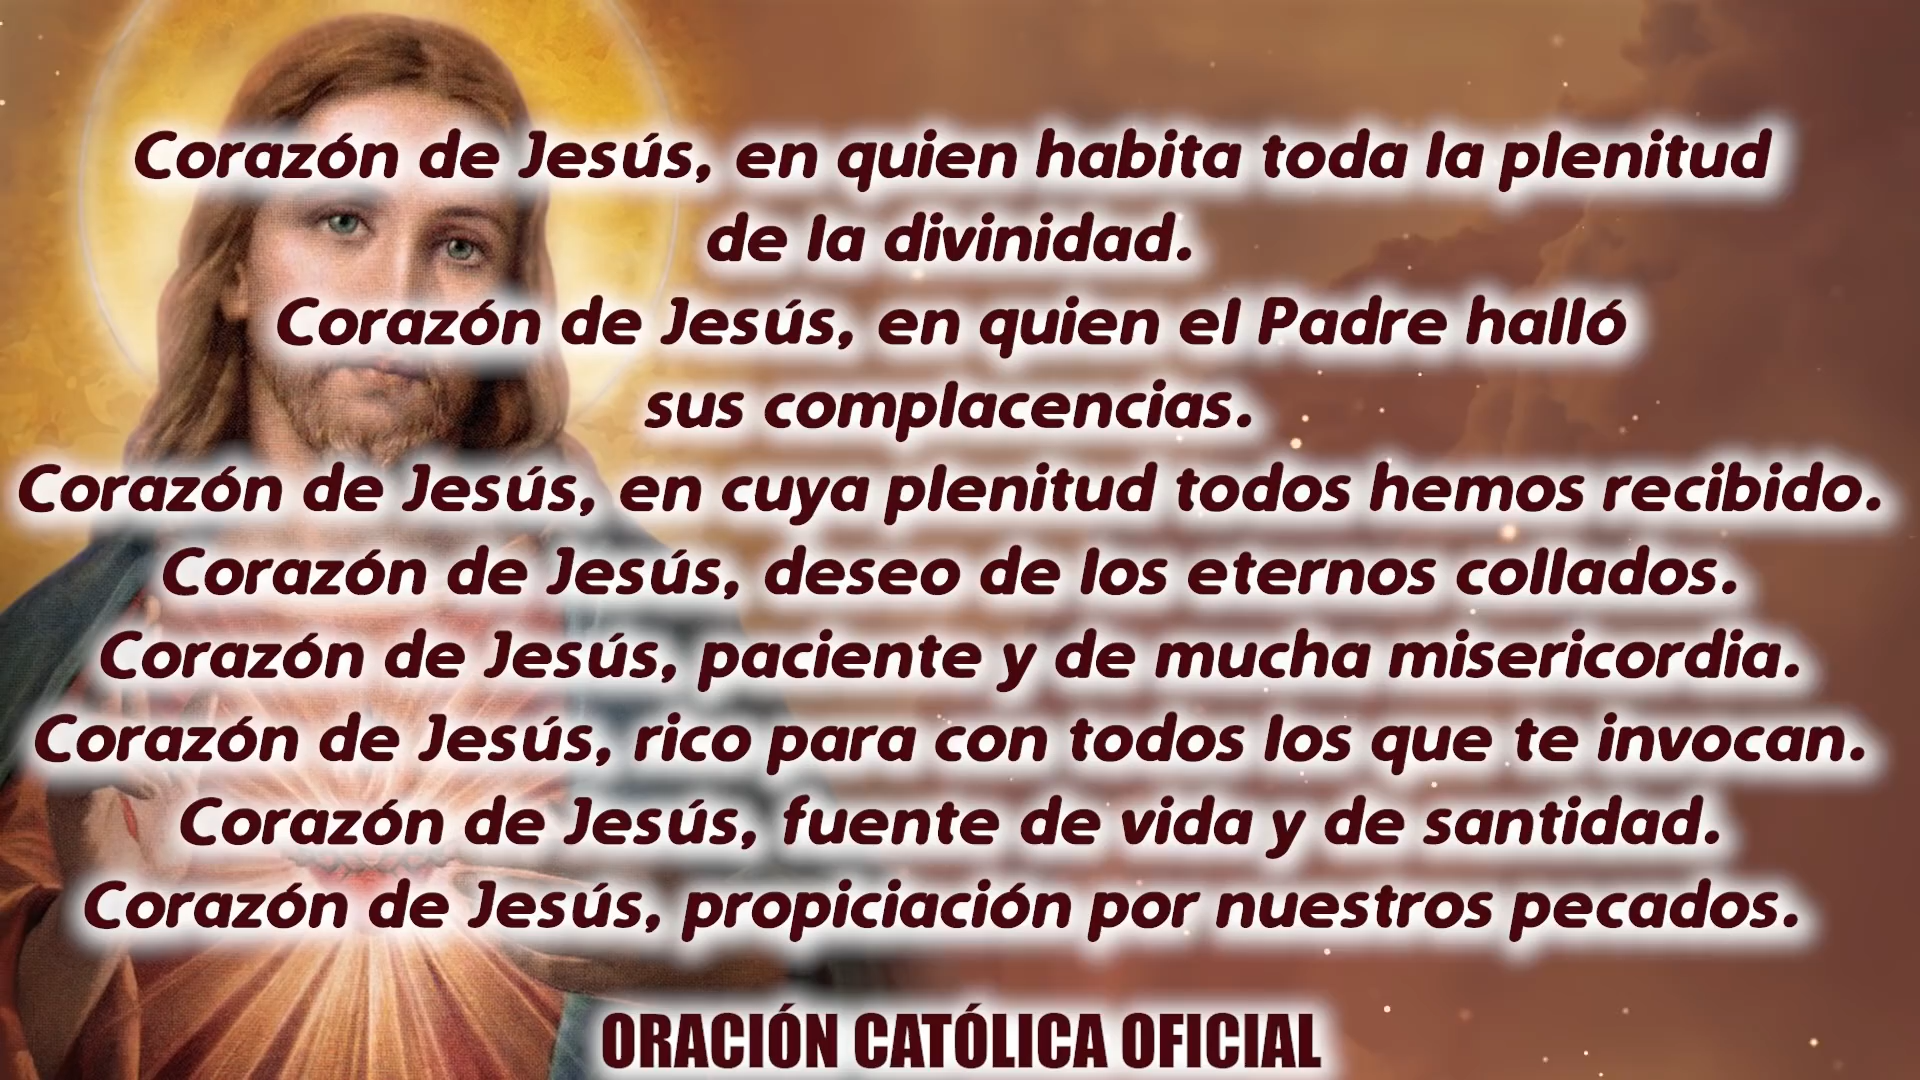 Corazón de Jesús, en quien habita toda la plenitud
de la divinidad.
Corazón de Jesús, en quien el Padre halló
sus complacencias.
Corazón de Jesús, en cuya plenitud todos hemos recibido.
Corazón de Jesús, deseo de los eternos collados.
Corazón de Jesús, paciente y de mucha misericordia.
Corazón de Jesús, rico para con todos los que te invocan.
Corazón de Jesús, fuente de vida y de santidad.
Corazón de Jesús, propiciación por nuestros pecados.
ORACIÓN CATÓLICA OFICIAL